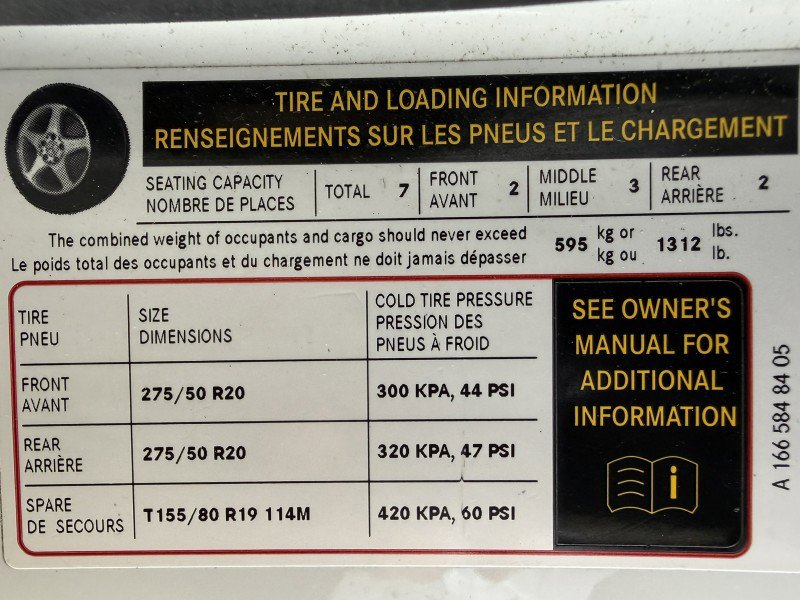 TIRE AND LOADING INFORMATION
RENSEIGNEMENTS SUR LES PNEUS ET LE CHARGEMENT
SEATING CAPACITY
NOMBRE DE PLACES
TOTAL 7
FRONT
AVANT 2
MIDDLE
MILIEU 3
REAR
ARRIÈRE 2
The combined weight of occupants and cargo should never exceed
Le poids total des occupants et du chargement ne doit jamais dépasser
595 kg or
kg ou
1312 lbs.
lb.
TIRE
PNEU
SIZE
DIMENSIONS
COLD TIRE PRESSURE
PRESSION DES
PNEUS À FROID
FRONT
AVANT
275/50 R20
300 KPA, 44 PSI
REAR
ARRIÈRE
275/50 R20
320 KPA, 47 PSI
SPARE
DE SECOURS
T155/80 R19 114M
420 KPA, 60 PSI
SEE OWNER'S
MANUAL FOR
ADDITIONAL
INFORMATION
i
A 166 584 84 05